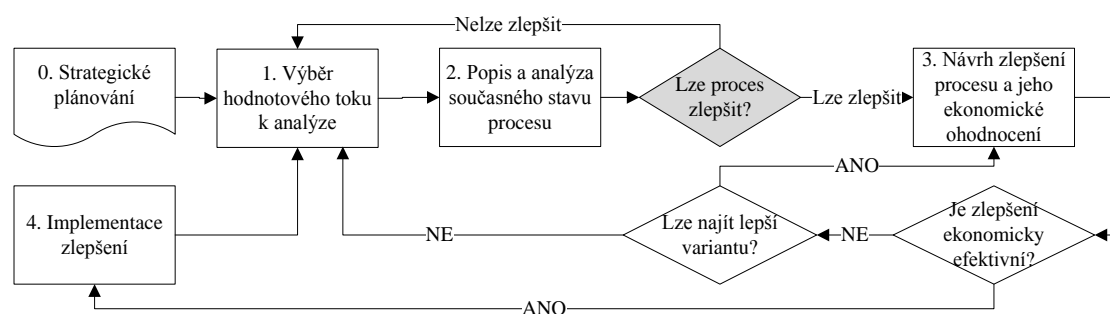 Nelze zlepšit
0. Strategické
plánování
1. Výběr
hodnotového toku
k analýze
2. Popis a analýza
současného stavu
procesu
Lze proces
zlepšit?
Lze zlepšit
3. Návrh zlepšení
procesu a jeho
ekonomické
ohodnocení
ANO
4. Implementace
zlepšení
NE
Lze najít lepší
variantu?
NE
Je zlepšení
ekonomicky
efektivní?
ANO